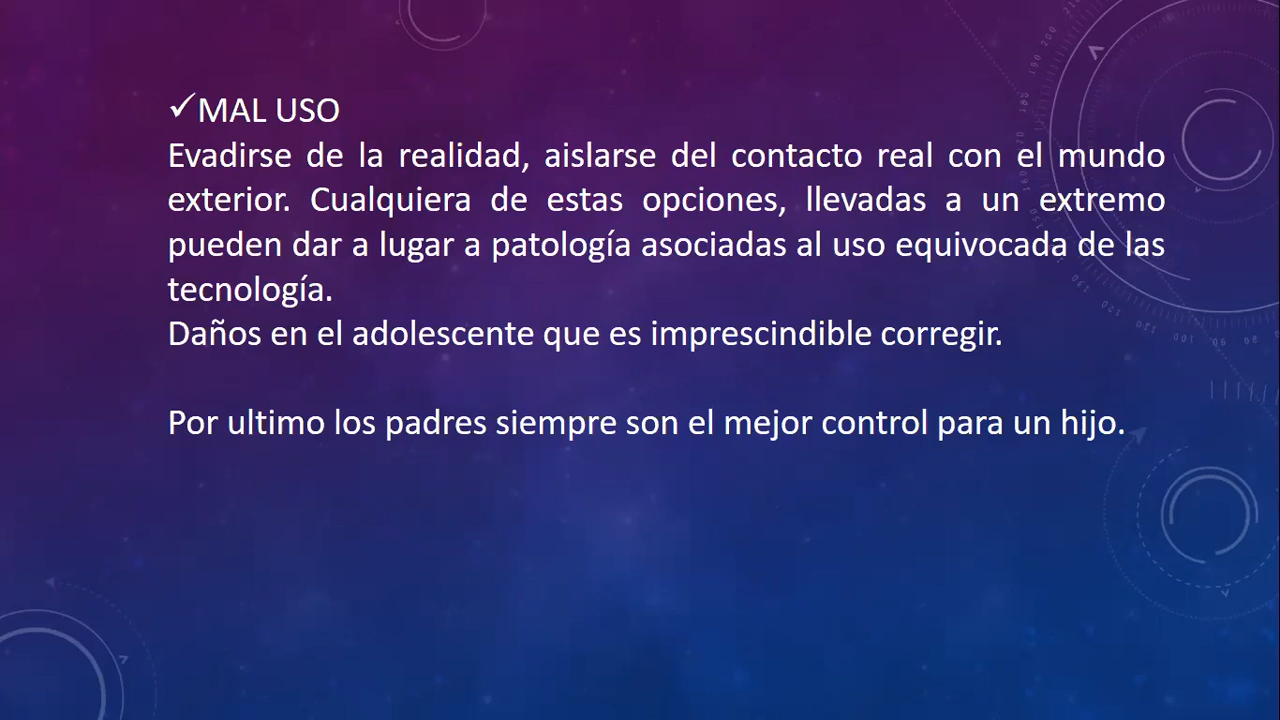 ✓MAL USO
Evadirse de la realidad, aislarse del contacto real con el mundo
exterior. Cualquiera de estas opciones, llevadas a un extremo
pueden dar a lugar a patología asociadas al uso equivocada de las
tecnología.
Daños en el adolescente que es imprescindible corregir.
Por ultimo los padres siempre son el mejor control para un hijo.